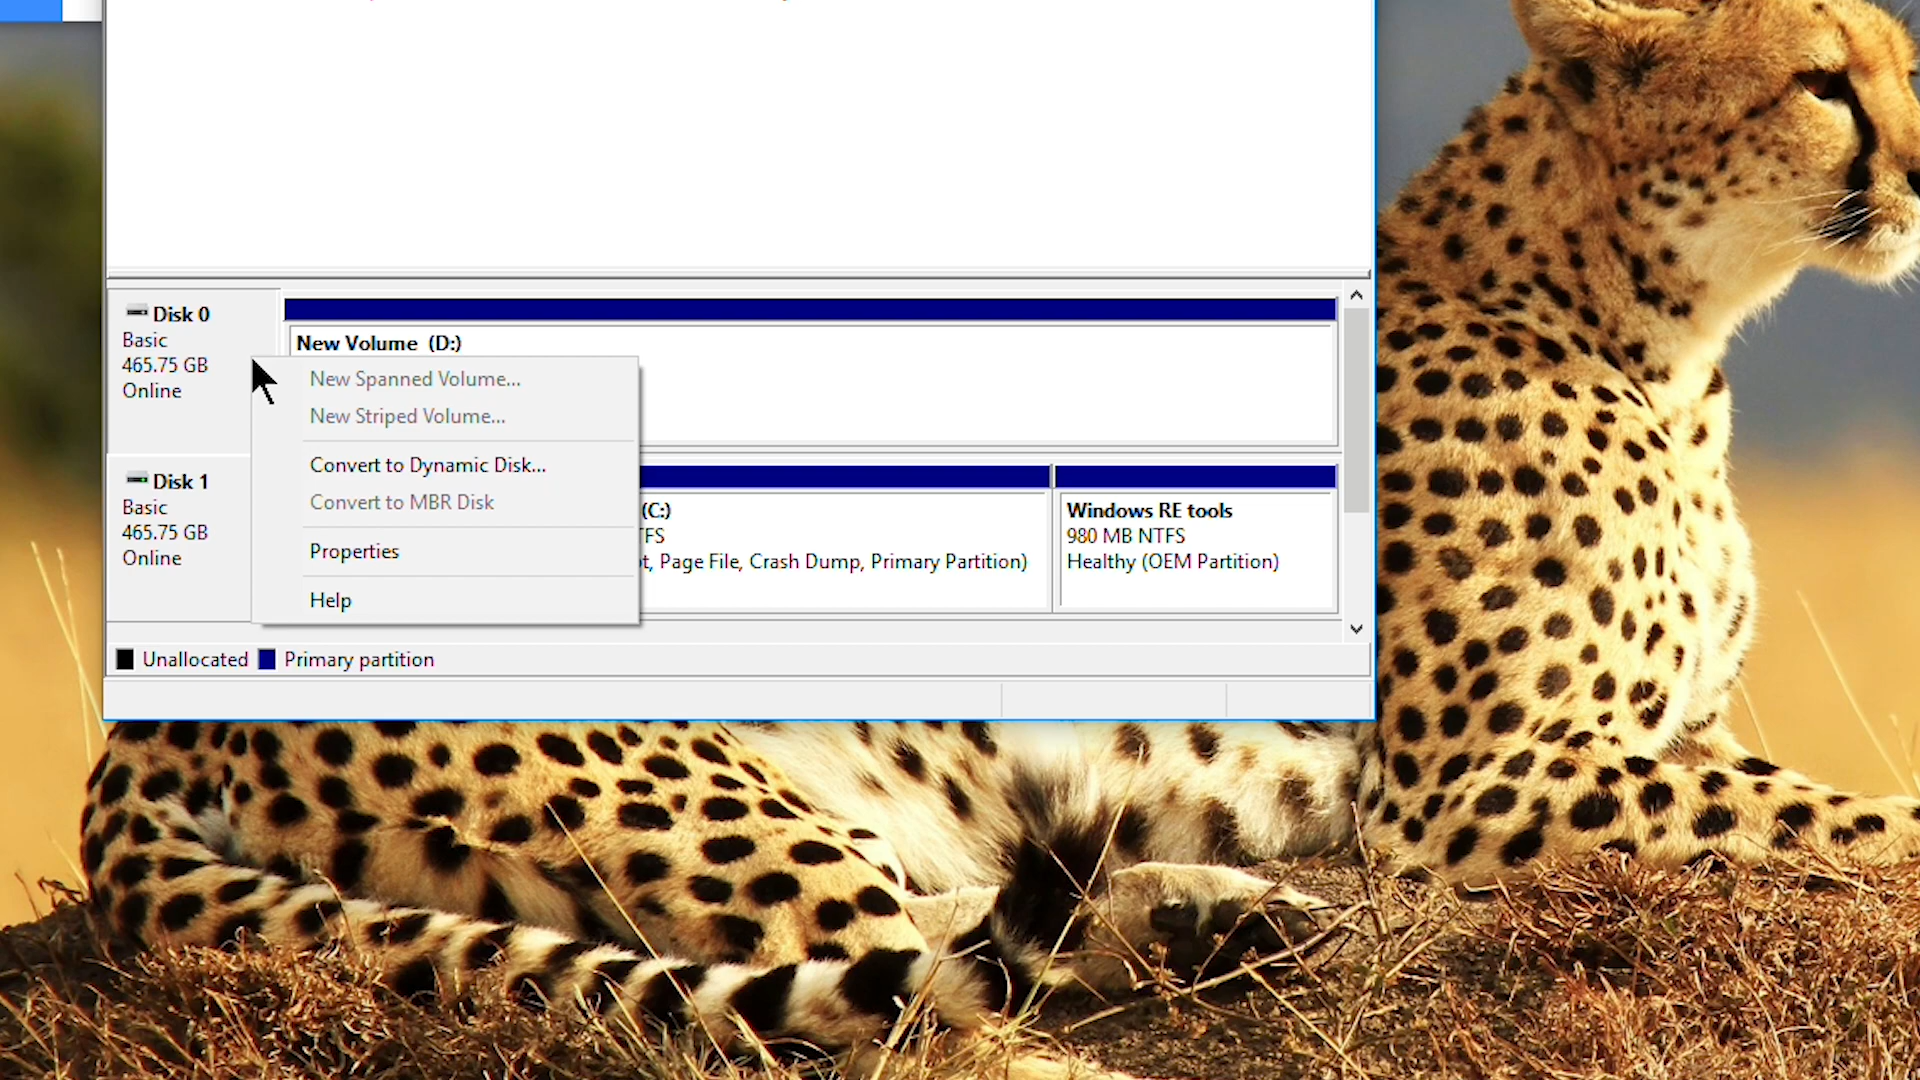 Disk 0
Basic
465.75 GB
Online
New Volume (D:)
New Spanned Volume...
New Striped Volume...
Convert to Dynamic Disk...
Convert to MBR Disk
Properties
Help
Disk 1
Basic
465.75 GB
Online
(C:)
TFS
t, Page File, Crash Dump, Primary Partition)
Windows RE tools
980 MB NTFS
Healthy (OEM Partition)
Unallocated
Primary partition